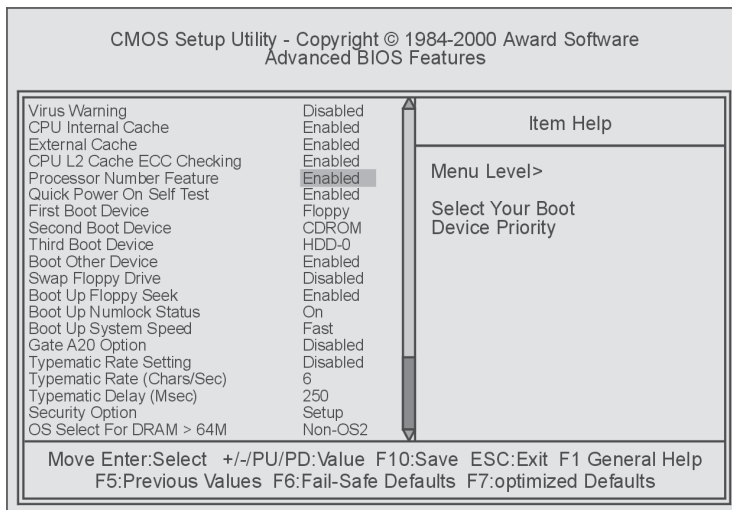 CMOS Setup Utility - Copyright © 1984-2000 Award Software
Advanced BIOS Features
Virus Warning Disabled
CPU Internal Cache Enabled
External Cache Enabled
CPU L2 Cache ECC Checking Enabled
Processor Number Feature Enabled
Quick Power On Self Test Enabled
First Boot Device Floppy
Second Boot Device CDROM
Third Boot Device HDD-0
Boot Other Device Enabled
Swap Floppy Drive Disabled
Boot Up Floppy Seek Enabled
Boot Up Numlock Status On
Boot Up System Speed Fast
Gate A20 Option Disabled
Typematic Rate Setting Disabled
Typematic Rate (Chars/Sec) 6
Typematic Delay (Msec) 250
Security Option Setup
OS Select For DRAM > 64M Non-OS2
Item Help
Menu Level>
Select Your Boot
Device Priority
Move Enter:Select +/-/PU/PD:Value F10:Save ESC:Exit F1 General Help
F5:Previous Values F6:Fail-Safe Defaults F7:optimized Defaults